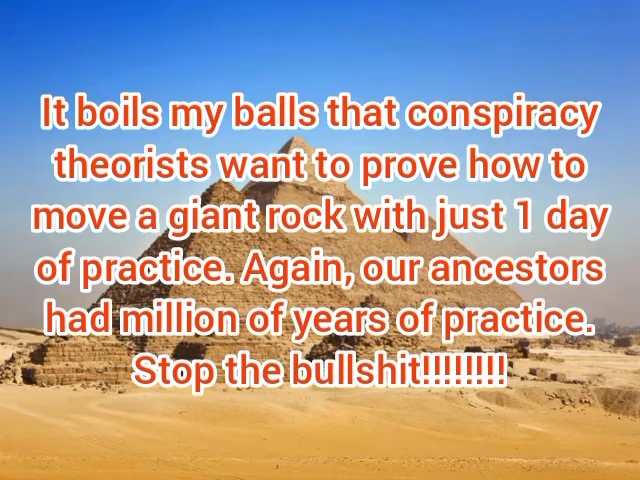 It boils my balls that conspiracy
theorists want to prove how to
move a giant rock with just 1 day
of practice. Again, our ancestors
had million of years of practice.
Stop the bullshit!!!!!!!!